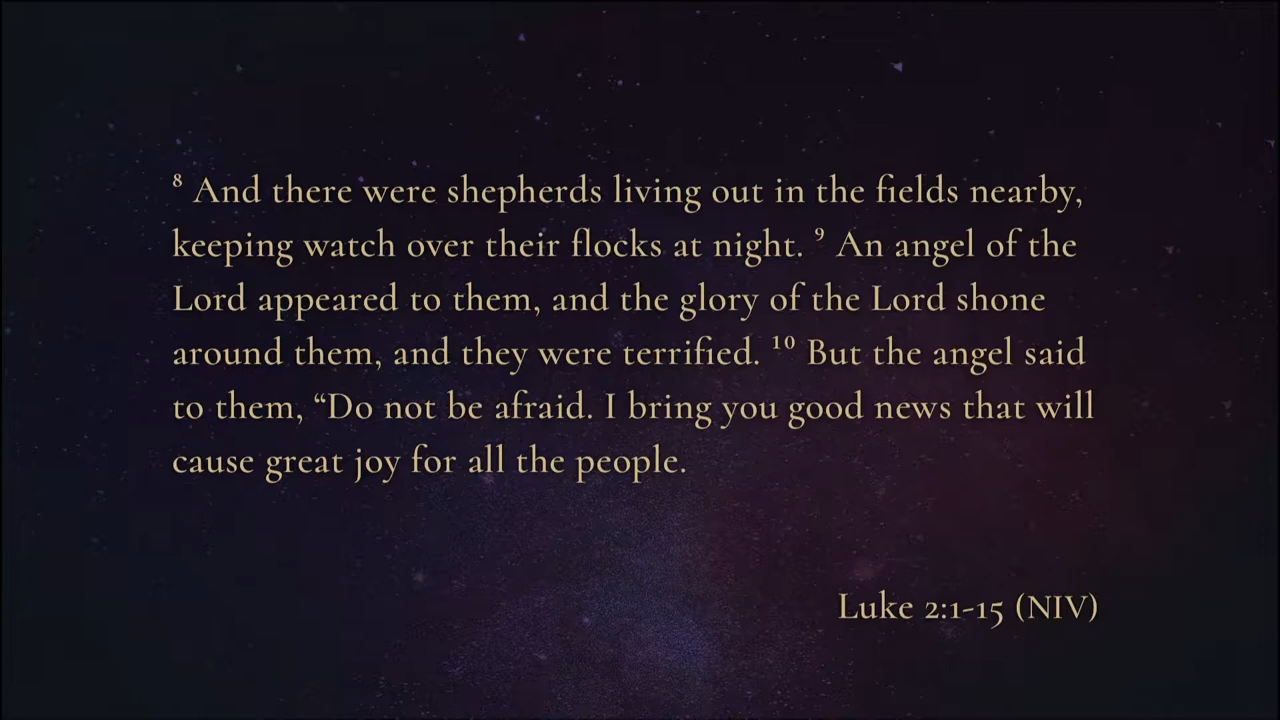 ⁸ And there were shepherds living out in the fields nearby,
keeping watch over their flocks at night. ⁹ An angel of the
Lord appeared to them, and the glory of the Lord shone
around them, and they were terrified. ¹⁰ But the angel said
to them, “Do not be afraid. I bring you good news that will
cause great joy for all the people.
Luke 2:1-15 (NIV)